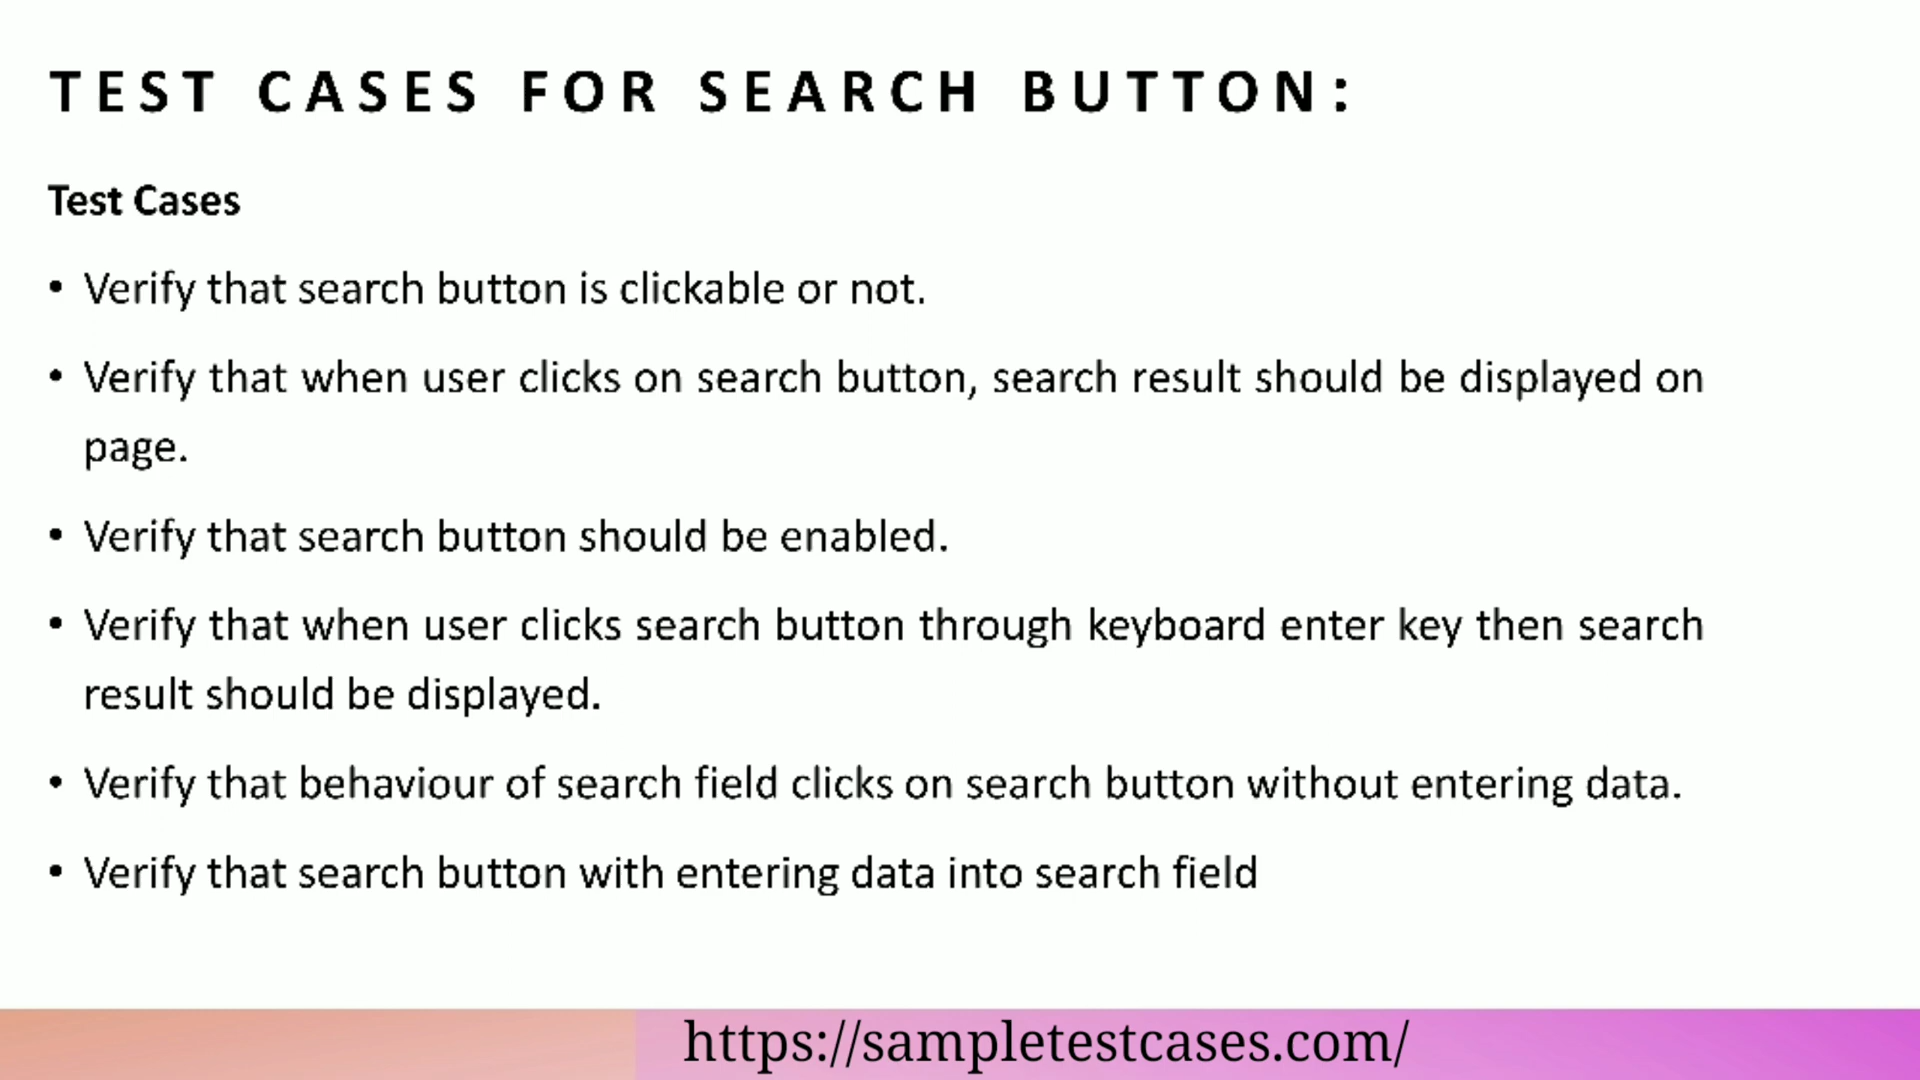 TEST CASES FOR SEARCH BUTTON:
Test Cases
• Verify that search button is clickable or not.
• Verify that when user clicks on search button, search result should be displayed on
page.
• Verify that search button should be enabled.
• Verify that when user clicks search button through keyboard enter key then search
result should be displayed.
• Verify that behaviour of search field clicks on search button without entering data.
• Verify that search button with entering data into search field
https://sampletestcases.com/